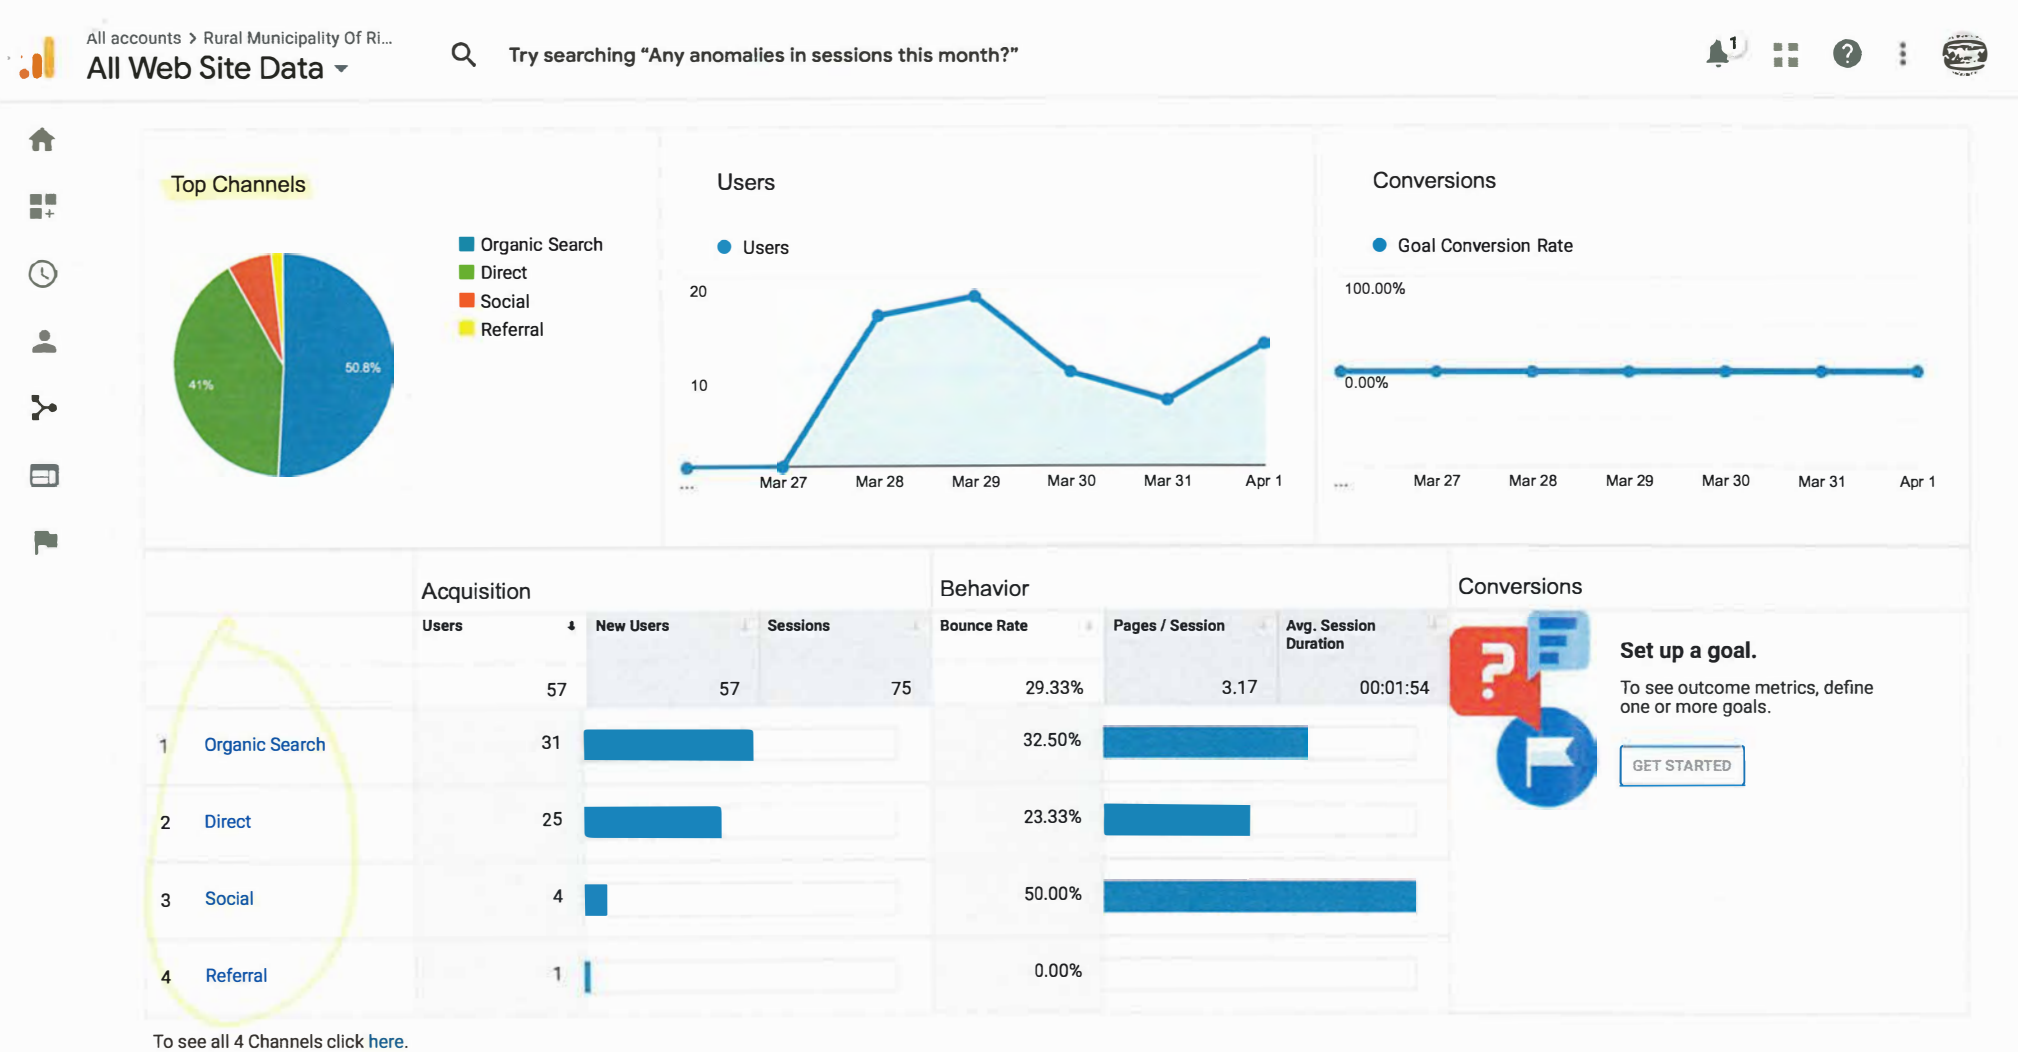 All accounts > Rural Municipality Of Ri...
All Web Site Data
Try searching “Any anomalies in sessions this month?”
1
Top Channels
Organic Search
Direct
Social
Referral
50.8%
41%
Users
Users
20
10
...
Mar 27
Mar 28
Mar 29
Mar 30
Mar 31
Apr 1
Conversions
Goal Conversion Rate
100.00%
0.00%
...
Mar 27
Mar 28
Mar 29
Mar 30
Mar 31
Apr 1
Acquisition
Behavior
Conversions
Users
New Users
Sessions
Bounce Rate
Pages / Session
Avg. Session
Duration
57
57
75
29.33%
3.17
00:01:54
Set up a goal.
To see outcome metrics, define
one or more goals.
GET STARTED
1 Organic Search 31 32.50%
2 Direct 25 23.33%
3 Social 4 50.00%
4 Referral 1 0.00%
To see all 4 Channels click here.